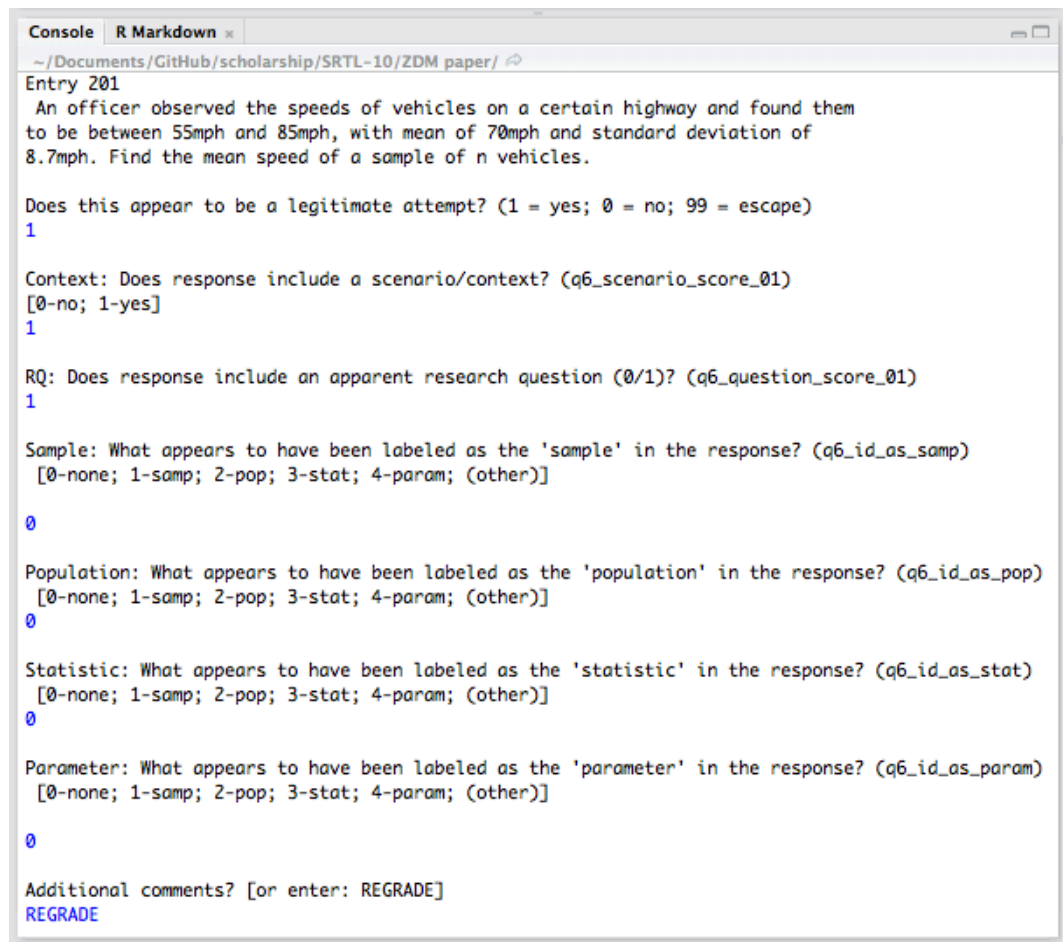 Console R Markdown ×
~/Documents/GitHub/scholarship/SRTL-10/ZDM paper/
Entry 201
An officer observed the speeds of vehicles on a certain highway and found them
to be between 55mph and 85mph, with mean of 70mph and standard deviation of
8.7mph. Find the mean speed of a sample of n vehicles.
Does this appear to be a legitimate attempt? (1 = yes; 0 = no; 99 = escape)
1
Context: Does response include a scenario/context? (q6_scenario_score_01)
[0-no; 1-yes]
1
RQ: Does response include an apparent research question (0/1)? (q6_question_score_01)
1
Sample: What appears to have been labeled as the 'sample' in the response? (q6_id_as_samp)
[0-none; 1-samp; 2-pop; 3-stat; 4-param; (other)]
0
Population: What appears to have been labeled as the 'population' in the response? (q6_id_as_pop)
[0-none; 1-samp; 2-pop; 3-stat; 4-param; (other)]
0
Statistic: What appears to have been labeled as the 'statistic' in the response? (q6_id_as_stat)
[0-none; 1-samp; 2-pop; 3-stat; 4-param; (other)]
0
Parameter: What appears to have been labeled as the 'parameter' in the response? (q6_id_as_param)
[0-none; 1-samp; 2-pop; 3-stat; 4-param; (other)]
0
Additional comments? [or enter: REGRADE]
REGRADE